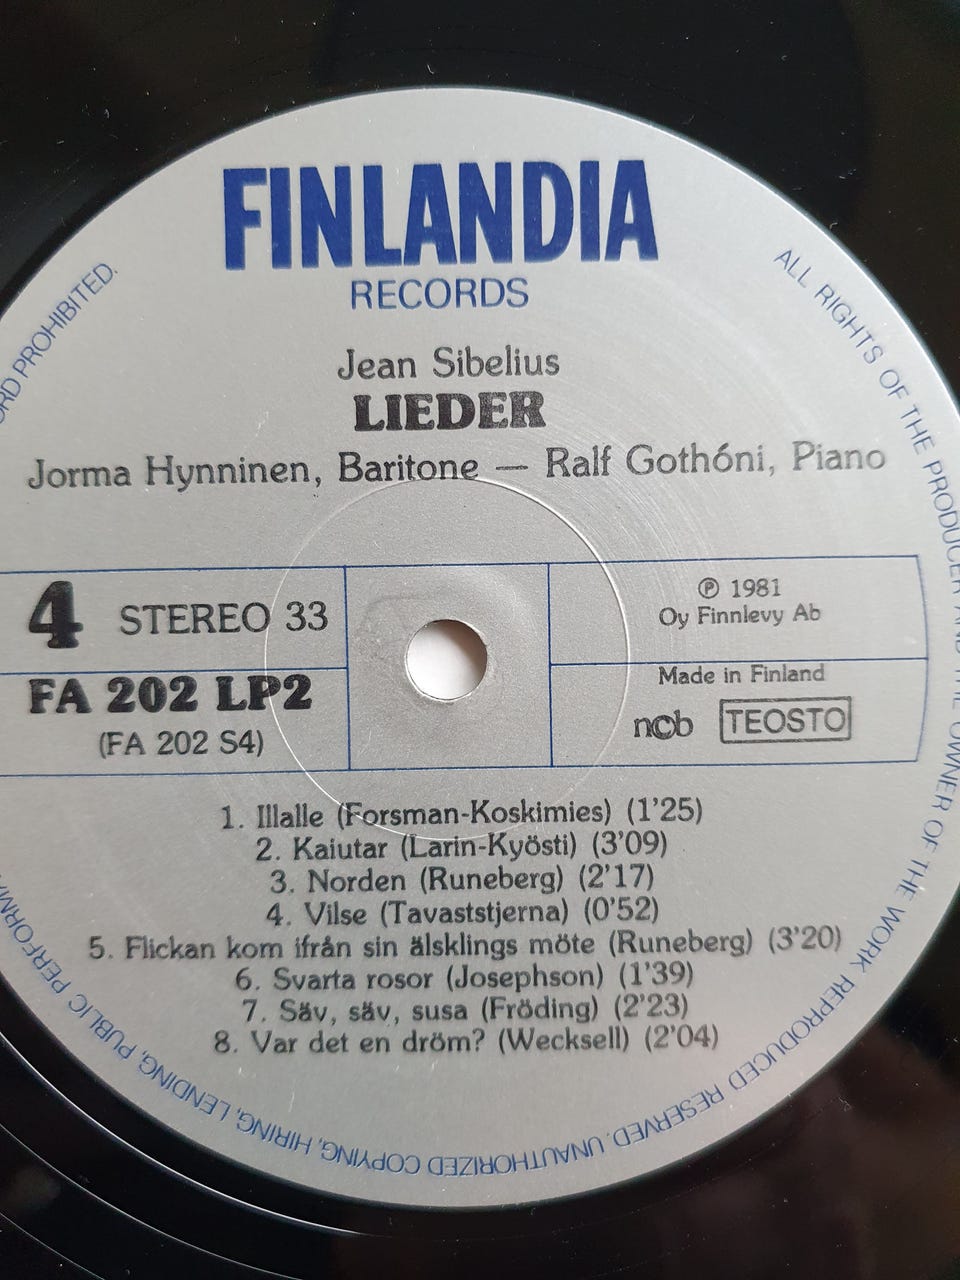 FINLANDIA
RECORDS
Jean Sibelius
LIEDER
Jorma Hynninen, Baritone — Ralf Gothóni, Piano
4 STEREO 33
FA 202 LP2
(FA 202 S4)
℗ 1981
Oy Finnlevy Ab
Made in Finland
ncb TEOSTO
1. Illalle (Forsman-Koskimies) (1'25)
2. Kaiutar (Larin-Kyösti) (3'09)
3. Norden (Runeberg) (2'17)
4. Vilse (Tavaststjerna) (0'52)
5. Flickan kom ifrån sin älsklings möte (Runeberg) (3'20)
6. Svarta rosor (Josephson) (1'39)
7. Säv, säv, susa (Fröding) (2'23)
8. Var det en dröm? (Wecksell) (2'04)
ALL RIGHTS OF THE PRODUCER AND THE OWNER OF THE WORK REPRODUCED RESERVED. UNAUTHORIZED COPYING, HIRING, LENDING, PUBLIC PERFORM
ORD PROHIBITED.